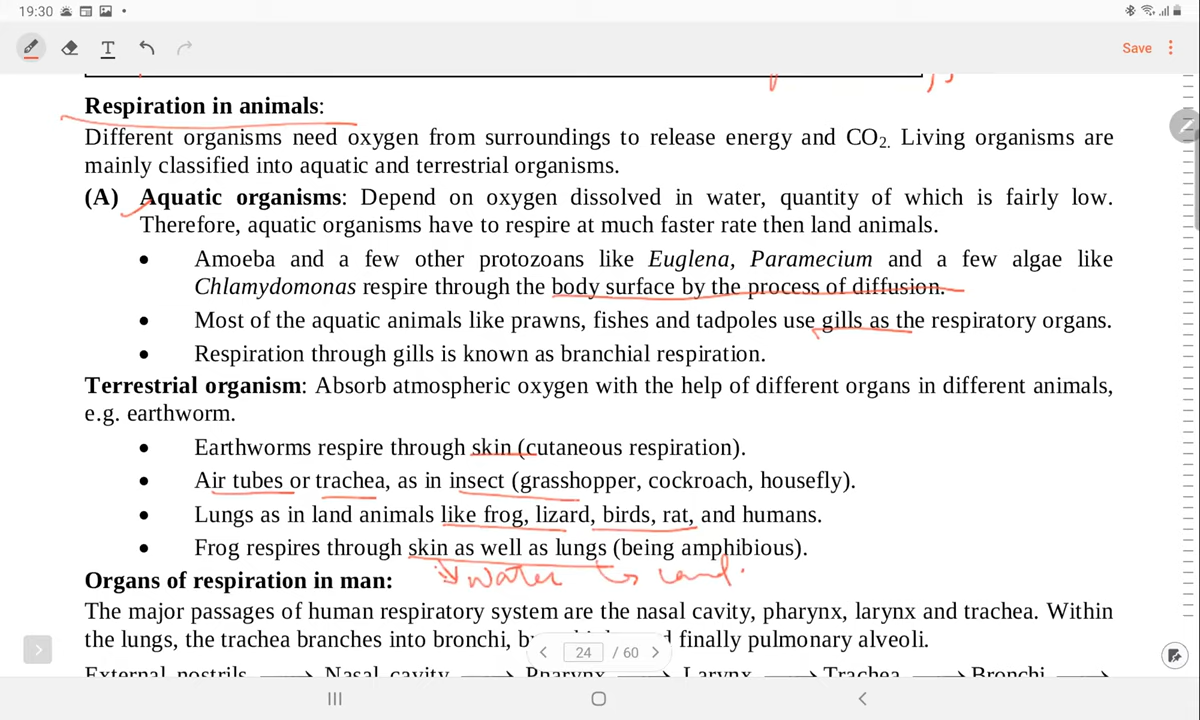 19:30
Save
Respiration in animals:
Different organisms need oxygen from surroundings to release energy and CO₂. Living organisms are
mainly classified into aquatic and terrestrial organisms.
(A) Aquatic organisms: Depend on oxygen dissolved in water, quantity of which is fairly low.
Therefore, aquatic organisms have to respire at much faster rate then land animals.
• Amoeba and a few other protozoans like Euglena, Paramecium and a few algae like
Chlamydomonas respire through the body surface by the process of diffusion.
• Most of the aquatic animals like prawns, fishes and tadpoles use gills as the respiratory organs.
• Respiration through gills is known as branchial respiration.
Terrestrial organism: Absorb atmospheric oxygen with the help of different organs in different animals,
e.g. earthworm.
• Earthworms respire through skin (cutaneous respiration).
• Air tubes or trachea, as in insect (grasshopper, cockroach, housefly).
• Lungs as in land animals like frog, lizard, birds, rat, and humans.
• Frog respires through skin as well as lungs (being amphibious).
Water land.
Organs of respiration in man:
The major passages of human respiratory system are the nasal cavity, pharynx, larynx and trachea. Within
the lungs, the trachea branches into bronchi, finally pulmonary alveoli.
24 / 60
External nostrils → Nasal cavity → Pharynx → Larynx → Trachea → Bronchi →